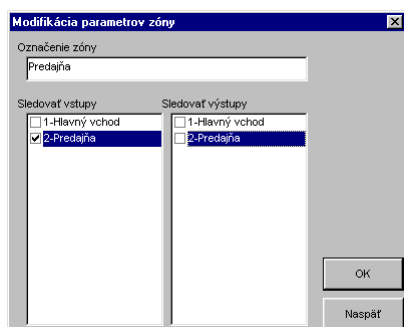 Modifikácia parametrov zóny
Označenie zóny
Predajňa
Sledovať vstupy
Sledovať výstupy
1-Hlavný vchod
2-Predajňa
1-Hlavný vchod
2-Predajňa
OK
Naspäť